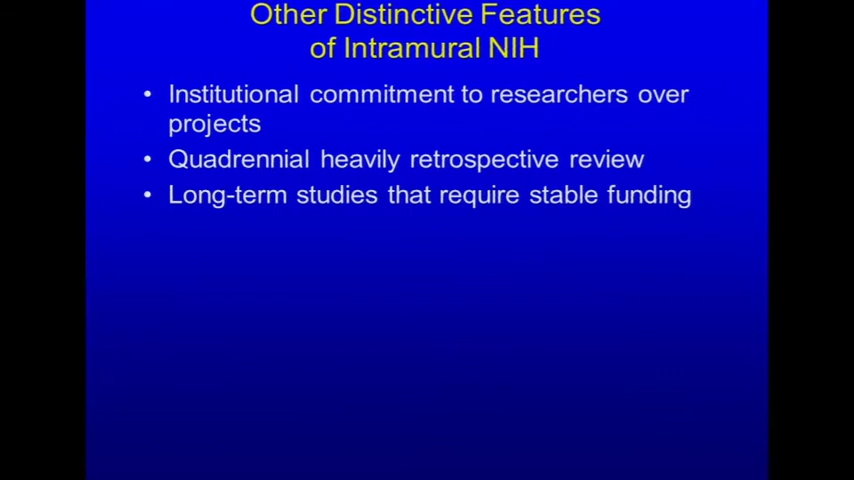 Other Distinctive Features
of Intramural NIH
• Institutional commitment to researchers over
projects
• Quadrennial heavily retrospective review
• Long-term studies that require stable funding